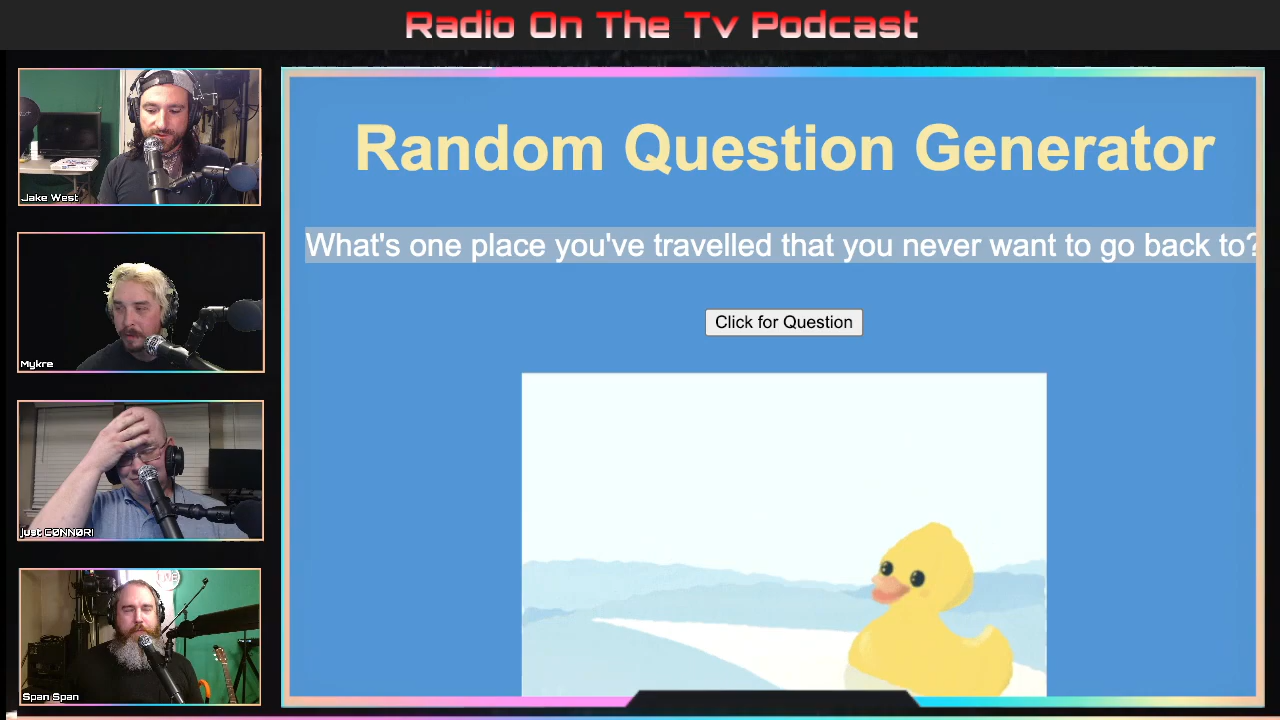 Radio On The Tv Podcast
Jake West
Mykre
just C0NN0R!
Span Span
Random Question Generator
What's one place you've travelled that you never want to go back to?
Click for Question